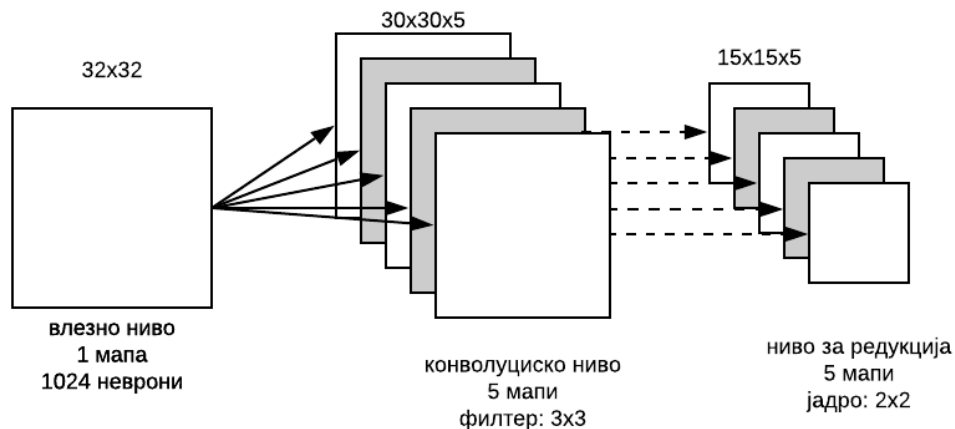 32x32
30x30x5
15x15x5
влезно ниво
1 мапа
1024 неврони
конволуциско ниво
5 мапи
филтер: 3x3
ниво за редукција
5 мапи
јадро: 2x2